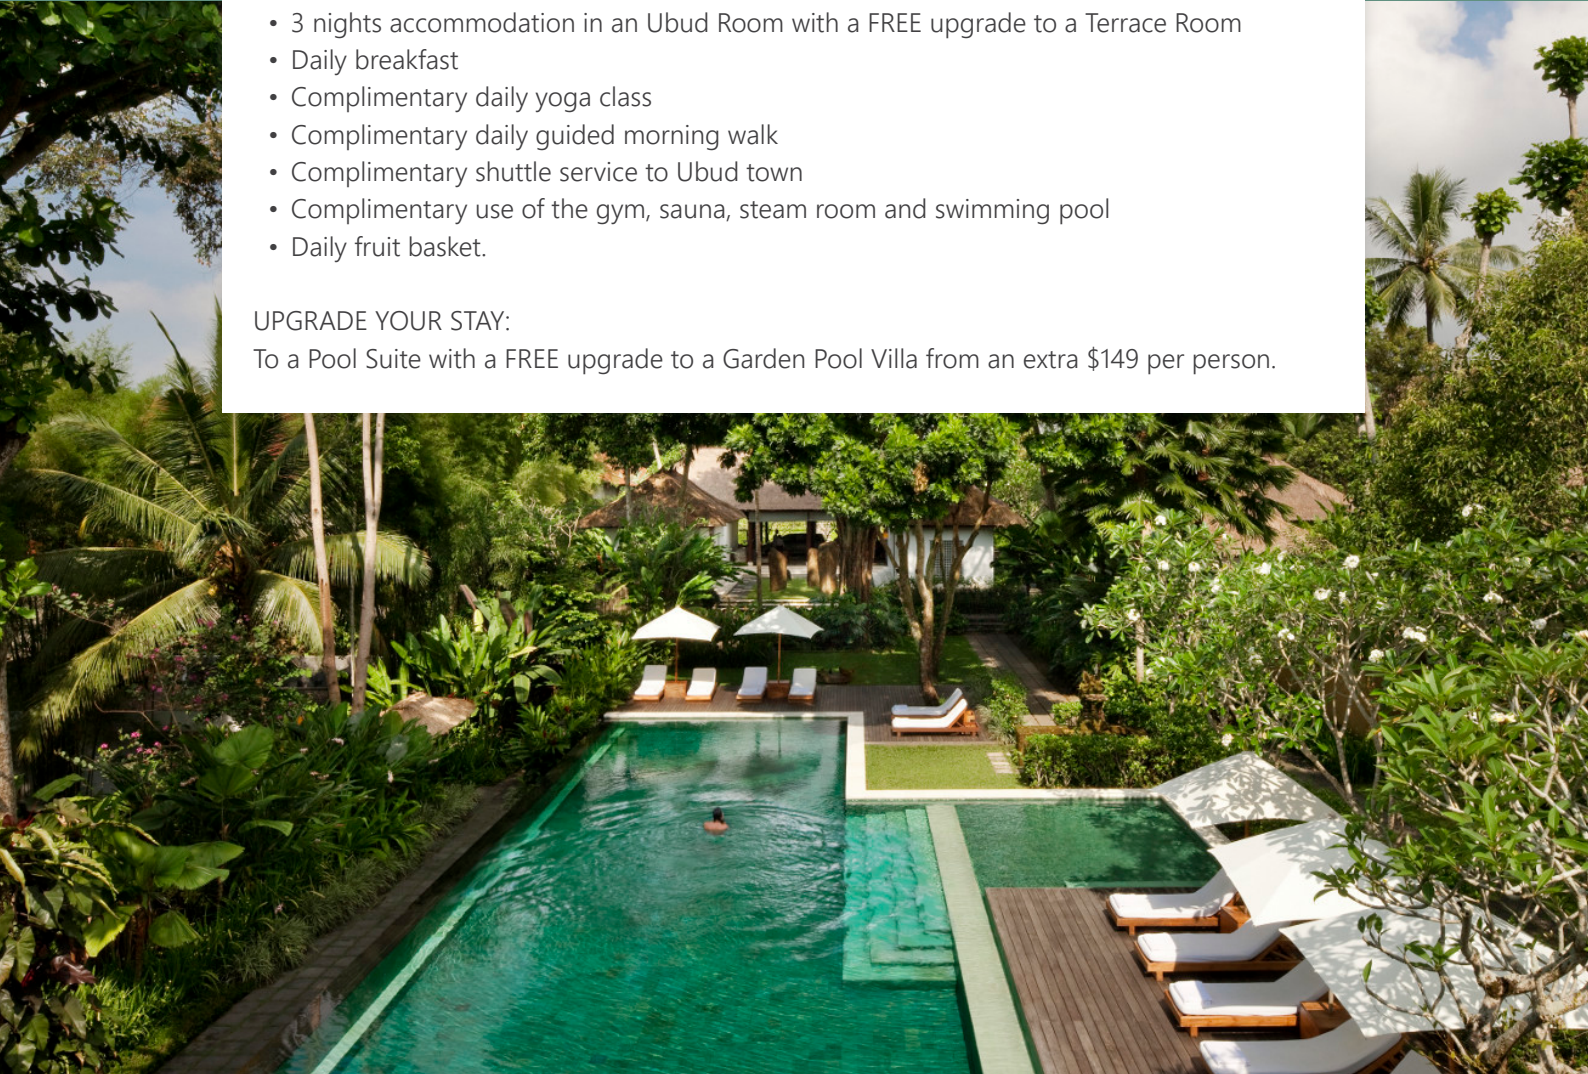 • 3 nights accommodation in an Ubud Room with a FREE upgrade to a Terrace Room
• Daily breakfast
• Complimentary daily yoga class
• Complimentary daily guided morning walk
• Complimentary shuttle service to Ubud town
• Complimentary use of the gym, sauna, steam room and swimming pool
• Daily fruit basket.
UPGRADE YOUR STAY:
To a Pool Suite with a FREE upgrade to a Garden Pool Villa from an extra $149 per person.